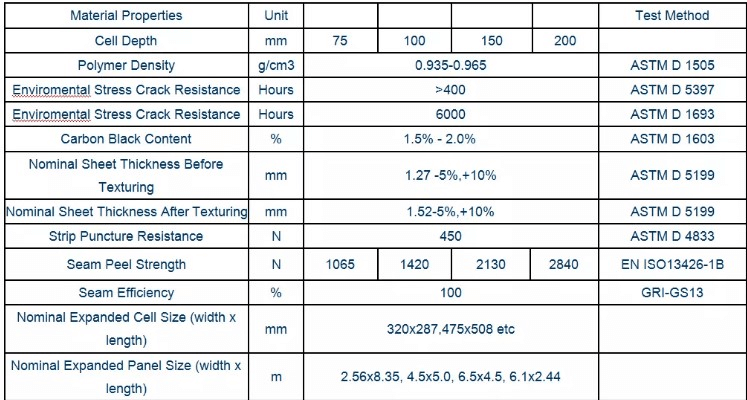 Material Properties Unit Test Method
Cell Depth mm 75 100 150 200
Polymer Density g/cm3 0.935-0.965 ASTM D 1505
Enviromental Stress Crack Resistance Hours >400 ASTM D 5397
Enviromental Stress Crack Resistance Hours 6000 ASTM D 1693
Carbon Black Content % 1.5% - 2.0% ASTM D 1603
Nominal Sheet Thickness Before
Texturing mm 1.27 -5%,+10% ASTM D 5199
Nominal Sheet Thickness After Texturing mm 1.52-5%,+10% ASTM D 5199
Strip Puncture Resistance N 450 ASTM D 4833
Seam Peel Strength N 1065 1420 2130 2840 EN ISO13426-1B
Seam Efficiency % 100 GRI-GS13
Nominal Expanded Cell Size (width x
length) mm 320x287,475x508 etc
Nominal Expanded Panel Size (width x
length) m 2.56x8.35, 4.5x5.0, 6.5x4.5, 6.1x2.44